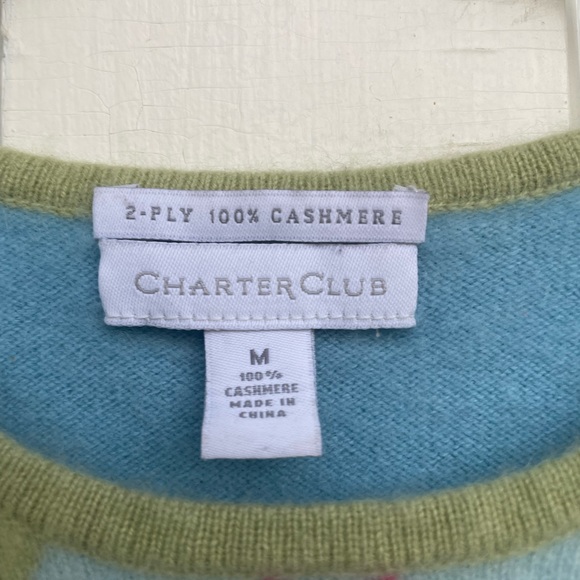 2-PLY 100% CASHMERE
CHARTER CLUB
M
100%
CASHMERE
MADE IN
CHINA